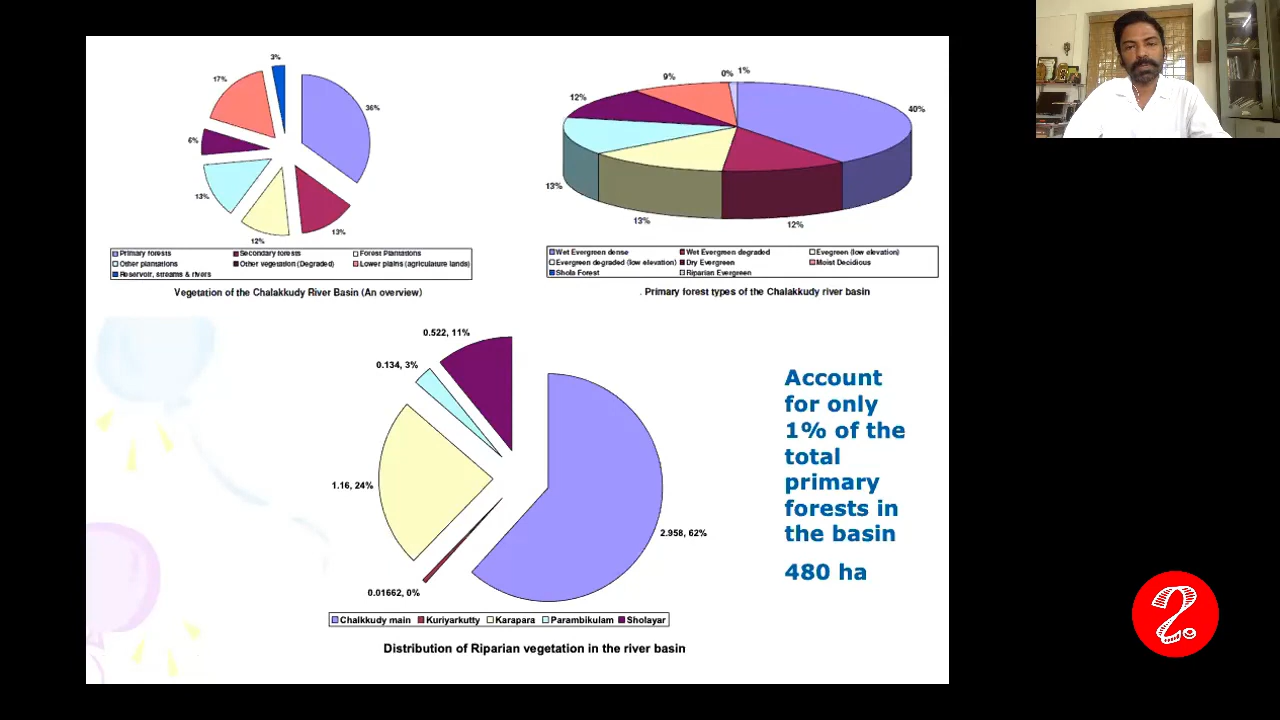 3%
17%
36%
6%
13%
12%
13%
Primary forests Secondary forests Forest Plantations
Other plantations Other vegetation (Degraded) Lower plains (agriculature lands)
Reservoir, streams & rivers
Vegetation of the Chalakkudy River Basin (An overview)
0% 1%
9%
12%
40%
13%
13%
12%
Wet Evergreen dense Wet Evergreen degraded Evegreen (low elevation)
Evergreen degraded (low elevation) Dry Evergreen Moist Decidious
Shola Forest Riparian Evergreen
. Primary forest types of the Chalakkudy river basin
0.522, 11%
0.134, 3%
1.16, 24%
2.958, 62%
0.01662, 0%
Chalkkudy main Kuriyarkutty Karapara Parambikulam Sholayar
Distribution of Riparian vegetation in the river basin
Account
for only
1% of the
total
primary
forests in
the basin
480 ha
2.